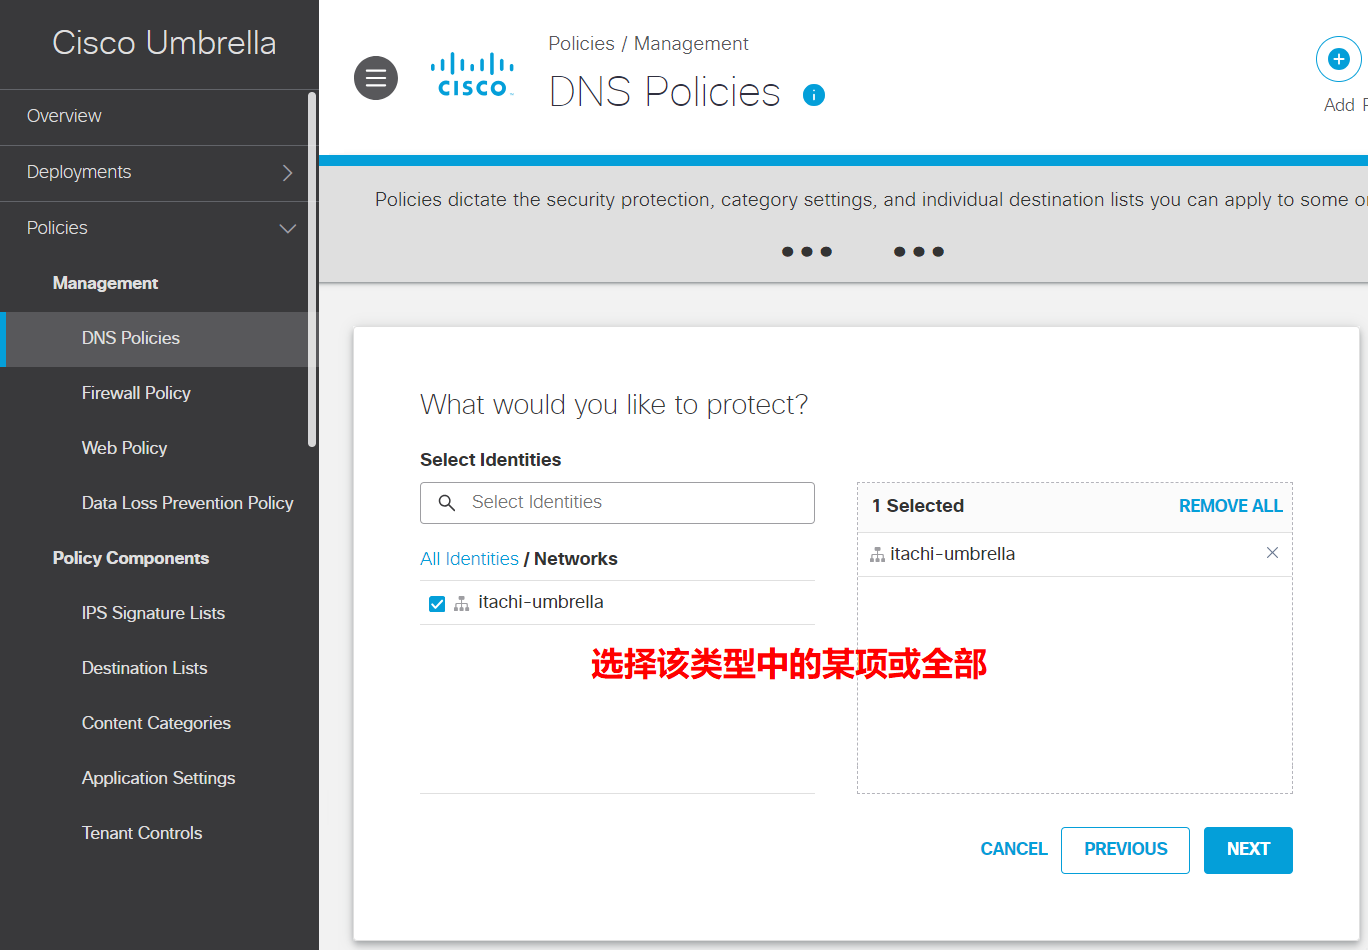 Cisco Umbrella
Overview
Deployments
Policies
Management
DNS Policies
Firewall Policy
Web Policy
Data Loss Prevention Policy
Policy Components
IPS Signature Lists
Destination Lists
Content Categories
Application Settings
Tenant Controls
CISCO
Policies / Management
DNS Policies
Add
Policies dictate the security protection, category settings, and individual destination lists you can apply to some
What would you like to protect?
Select Identities
Select Identities
All Identities / Networks
itachi-umbrella
1 Selected
REMOVE ALL
itachi-umbrella
选择该类型中的某项或全部
CANCEL
PREVIOUS
NEXT